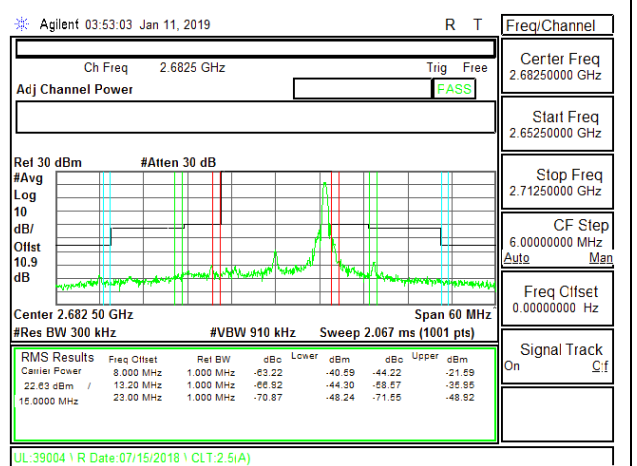 Agilent 03:53:03 Jan 11, 2019 R T Freq/Channel
Ch Freq 2.6825 GHz Trig Free
Adj Channel Power PASS
Center Freq
2.68250000 GHz
Start Freq
2.65250000 GHz
Stop Freq
2.71250000 GHz
CF Step
6.00000000 MHz
Auto Man
Freq Offset
0.00000000 Hz
Signal Track
On Off
Ref 30 dBm #Atten 30 dB
#Avg
Log
10
dB/
Offst
10.9
dB
Center 2.682 50 GHz Span 60 MHz
#Res BW 300 kHz #VBW 910 kHz Sweep 2.067 ms (1001 pts)
RMS Results Freq Offset Ref BW dBc Lower dBm dBc Upper dBm
Carrier Power 8.000 MHz 1.000 MHz -63.22 -40.59 -44.22 -21.59
22.63 dBm / 13.20 MHz 1.000 MHz -66.92 -44.30 -58.57 -35.95
15.0000 MHz 23.00 MHz 1.000 MHz -70.87 -48.24 -71.55 -48.92
UL:39004 \ R Date:07/15/2018 \ CLT:2.5(A)